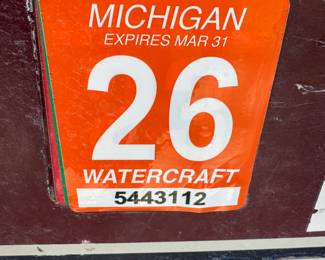 MICHIGAN
EXPIRES MAR 31
26
WATERCRAFT
5443112